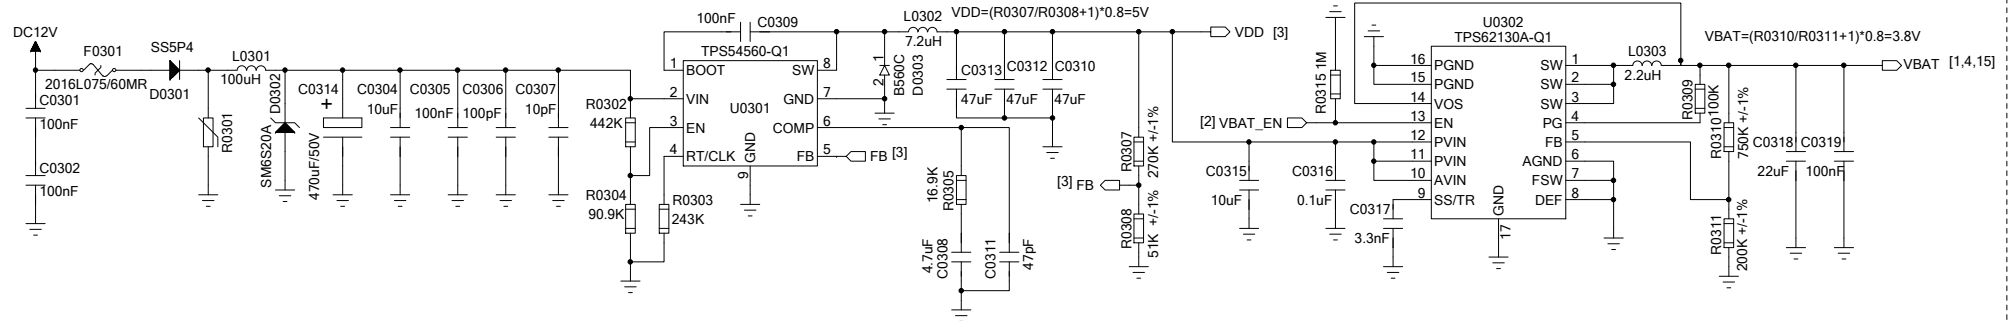 DC12V
F0301
2016L075/60MR
SS5P4
D0301
C0301
100nF
C0302
100nF
R0301
L0301
100uH
D0302
SM6S20A
C0314
+
470uF/50V
C0304
10uF
C0305
100nF
C0306
100pF
C0307
10pF
R0302
442K
R0304
90.9K
R0303
243K
100nF
C0309
TPS54560-Q1
U0301
1
BOOT
2
VIN
3
EN
4
RT/CLK
SW
8
GND
7
COMP
6
FB
5
GND
9
FB [3]
1
2
B560C
D0303
L0302
7.2uH
VDD=(R0307/R0308+1)*0.8=5V
C0313
47uF
C0312
47uF
C0310
47uF
16.9K
R0305
4.7uF
C0308
C0311
47pF
VDD [3]
R0307
270K +/-1%
[3] FB
R0308
51K +/-1%
C0315
10uF
C0316
0.1uF
C0317
3.3nF
R0315 1M
[2] VBAT_EN
U0302
TPS62130A-Q1
16
PGND
15
PGND
14
VOS
13
EN
12
PVIN
11
PVIN
10
AVIN
9
SS/TR
SW
1
SW
2
SW
3
PG
4
FB
5
AGND
6
FSW
7
DEF
8
GND
17
L0303
2.2uH
R0309
100K
R0310
750K +/-1%
R0311
200K +/-1%
VBAT=(R0310/R0311+1)*0.8=3.8V
C0318
22uF
C0319
100nF
VBAT [1,4,15]